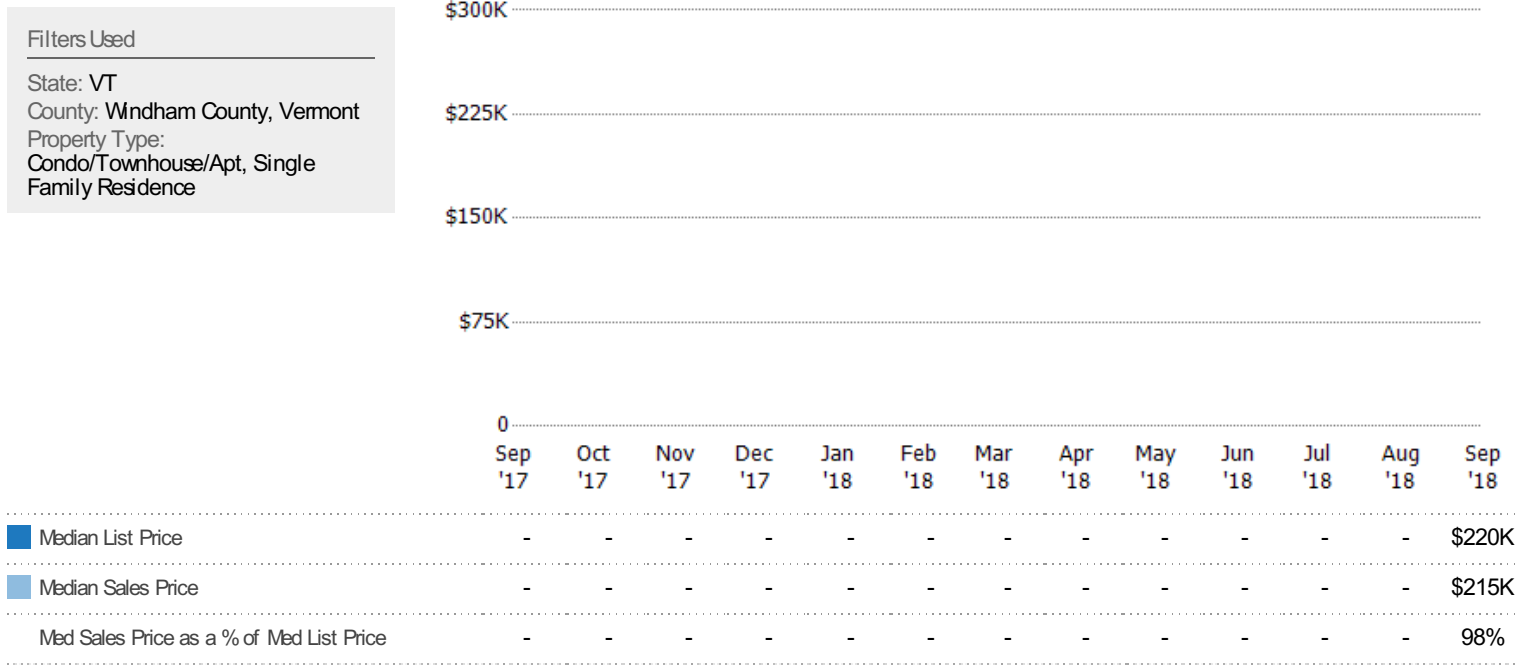 Filters Used
State: VT
County: Windham County, Vermont
Property Type:
Condo/Townhouse/Apt, Single
Family Residence
$300K
$225K
$150K
$75K
0
Sep Oct Nov Dec Jan Feb Mar Apr May Jun Jul Aug Sep
'17 '17 '17 '17 '18 '18 '18 '18 '18 '18 '18 '18 '18
Median List Price - - - - - - - - - - - - $220K
Median Sales Price - - - - - - - - - - - - $215K
Med Sales Price as a % of Med List Price - - - - - - - - - - - - 98%